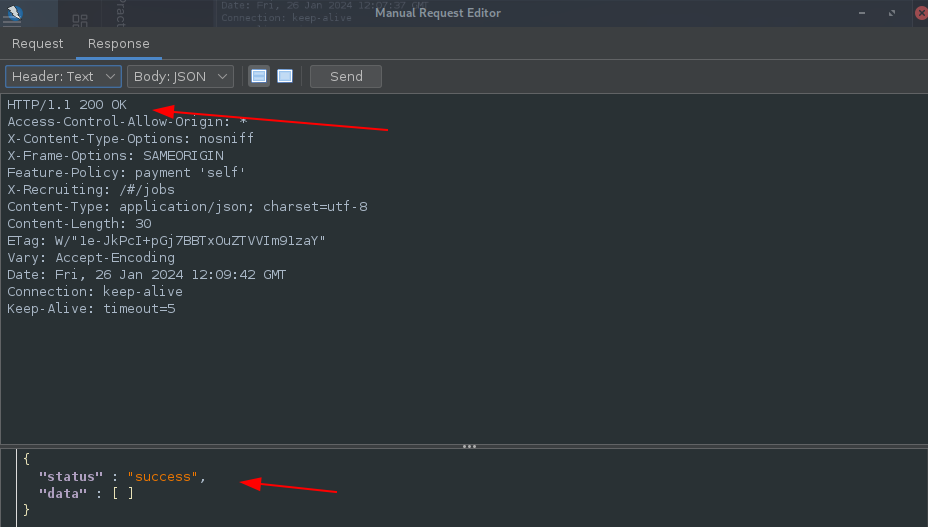 Date: Fri, 26 Jan 2024 12:07:37 GMT
Connection: keep-alive
Manual Request Editor
Request Response
Header: Text Body: JSON Send
HTTP/1.1 200 OK
Access-Control-Allow-Origin: *
X-Content-Type-Options: nosniff
X-Frame-Options: SAMEORIGIN
Feature-Policy: payment 'self'
X-Recruiting: /#/jobs
Content-Type: application/json; charset=utf-8
Content-Length: 30
ETag: W/"1e-JkPcI+pGj7BBTxOuZTVVIm91zaY"
Vary: Accept-Encoding
Date: Fri, 26 Jan 2024 12:09:42 GMT
Connection: keep-alive
Keep-Alive: timeout=5
{
"status" : "success",
"data" : [ ]
}